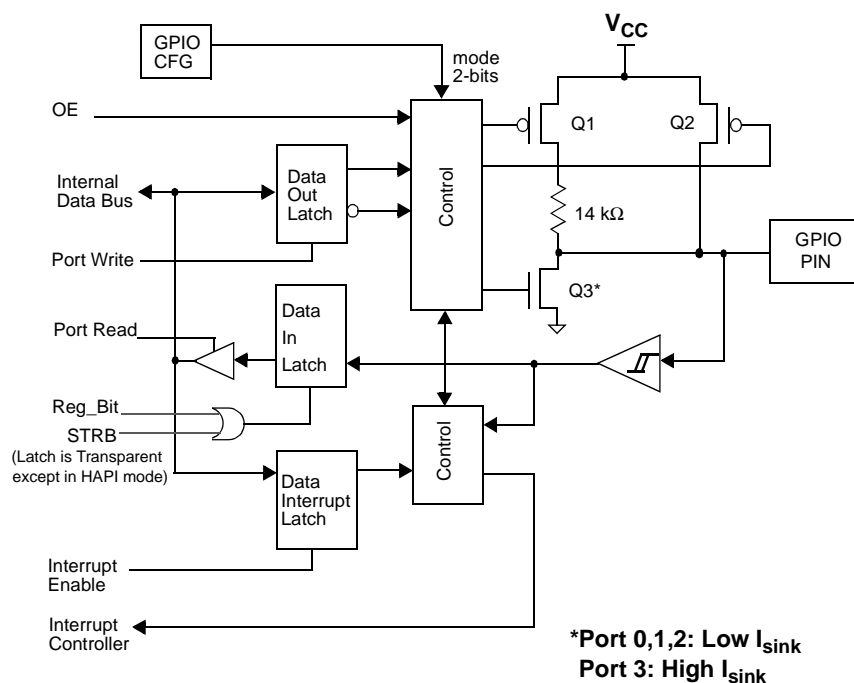 GPIO
CFG
mode
2-bits
VCC
OE
Q1
Q2
Internal
Data Bus
Data
Out
Latch
Control
14 kΩ
GPIO
PIN
Port Write
Q3*
Data
In
Latch
Port Read
Reg_Bit
STRB
(Latch is Transparent
except in HAPI mode)
Control
Data
Interrupt
Latch
Interrupt
Enable
Interrupt
Controller
*Port 0,1,2: Low Isink
Port 3: High Isink